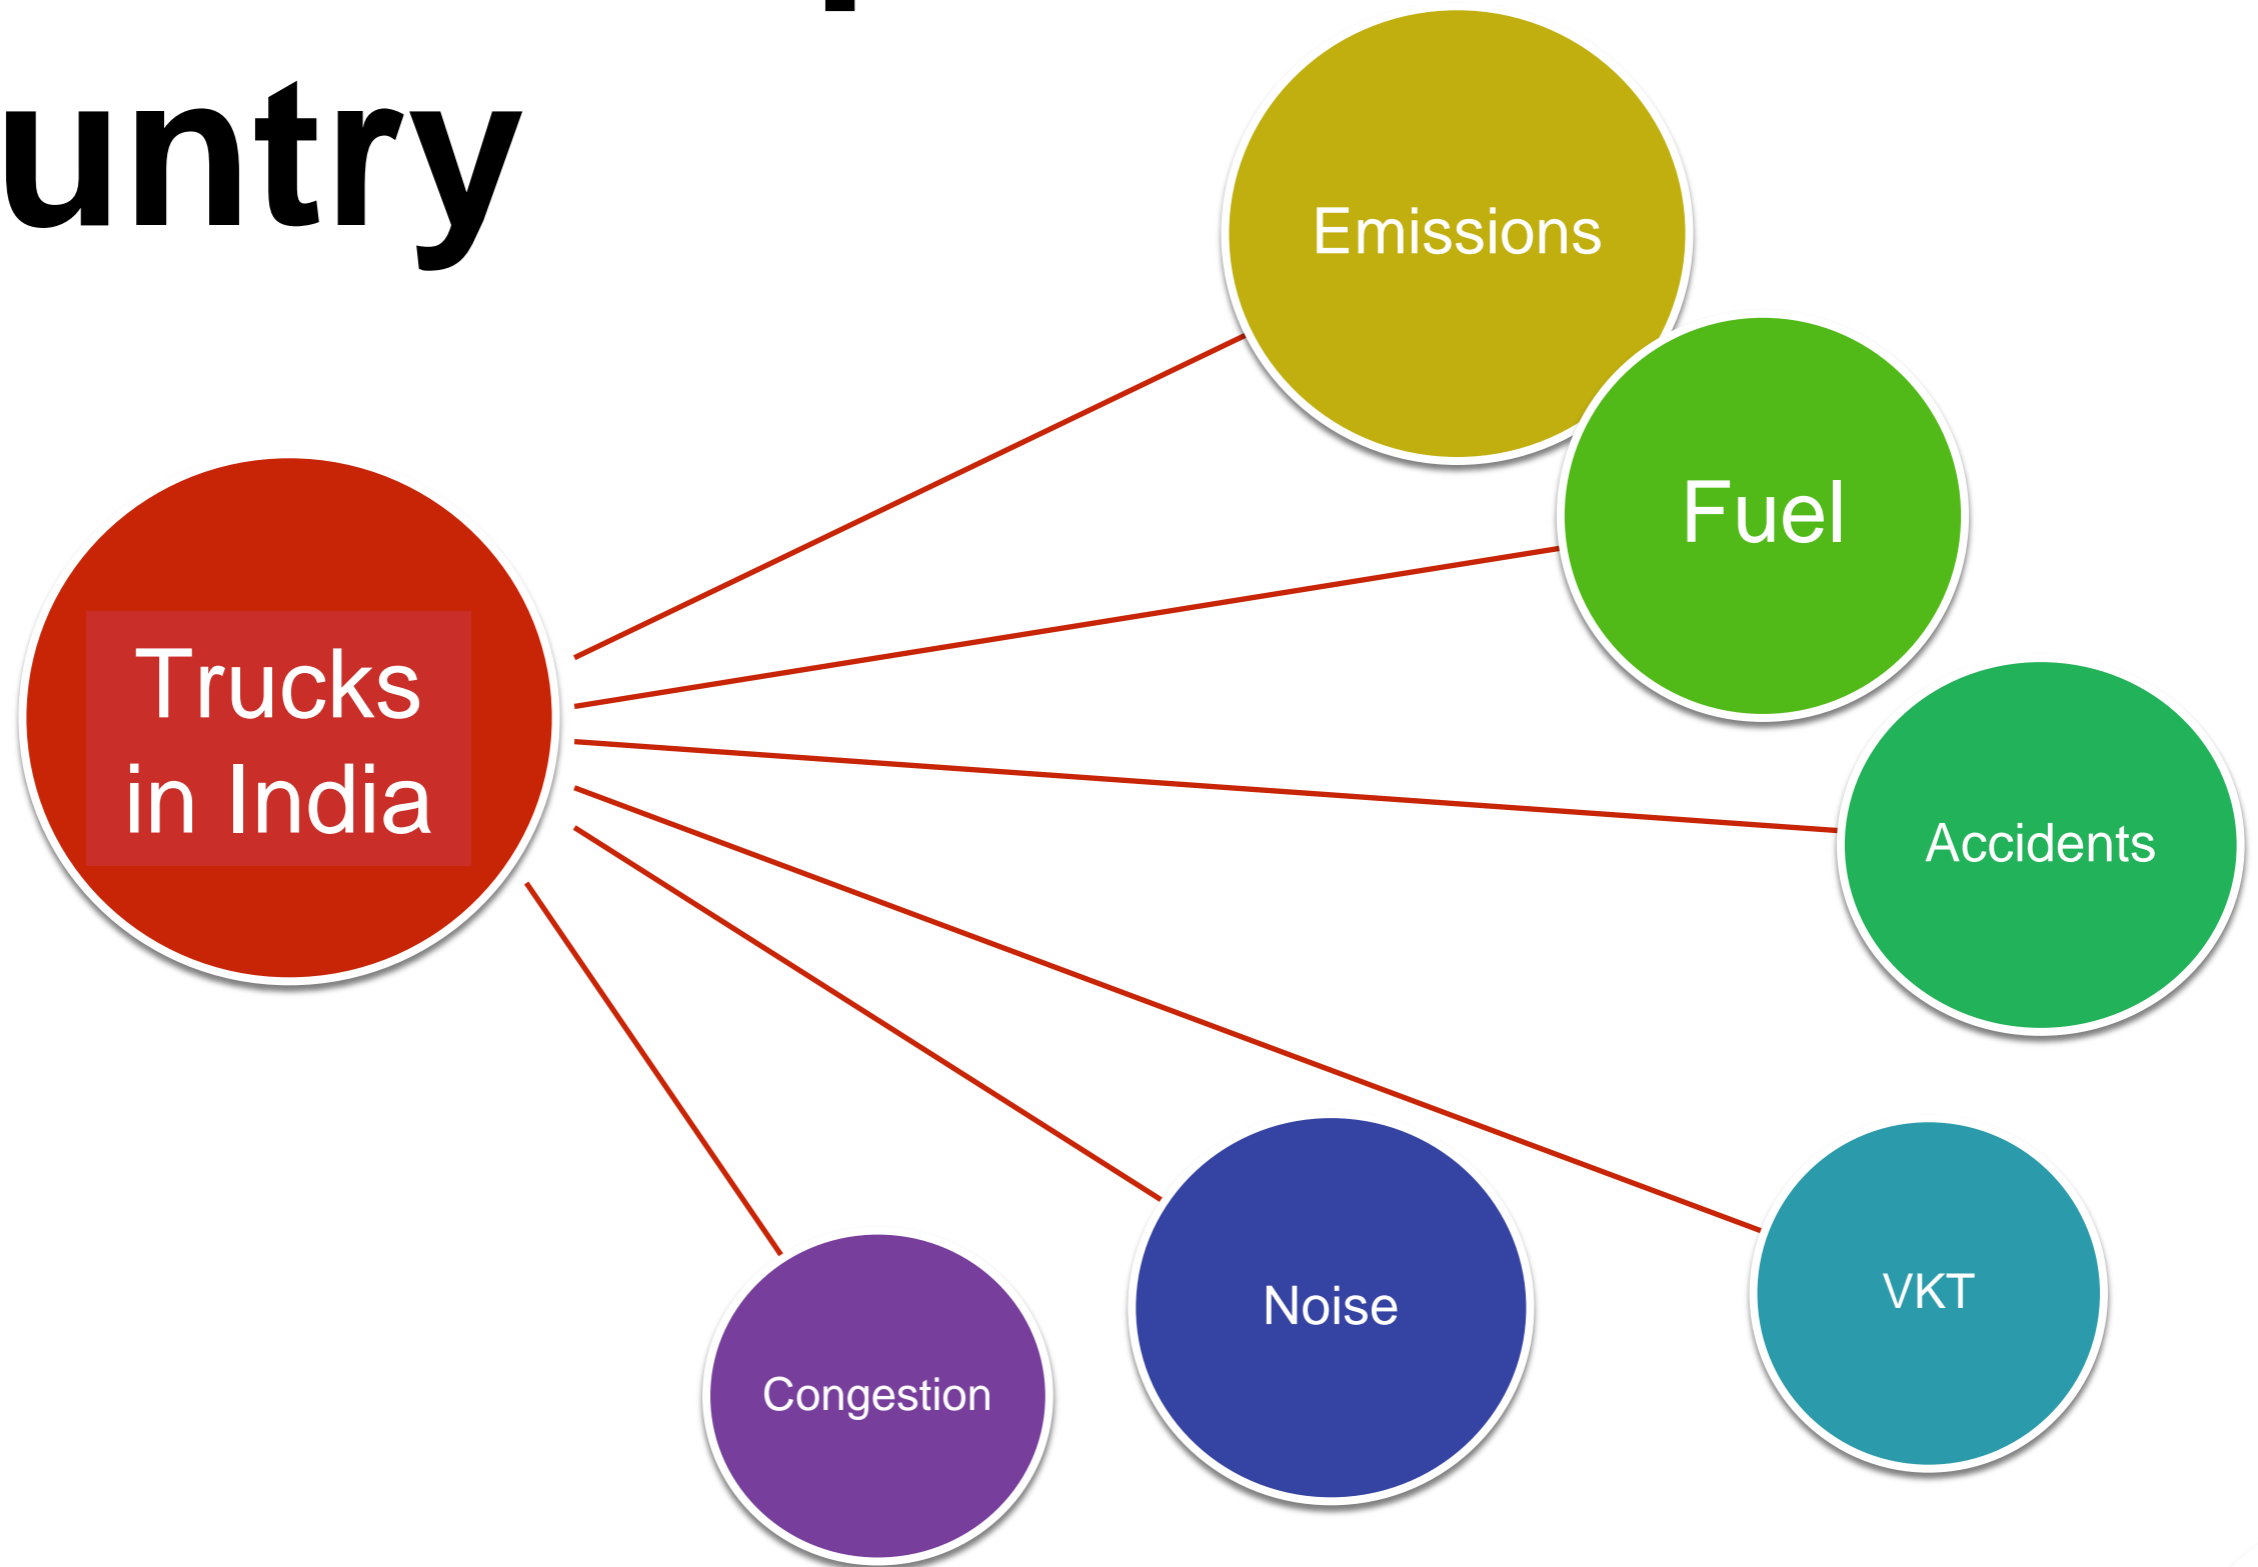 untry
Emissions
Fuel
Trucks
in India
Accidents
VKT
Noise
Congestion